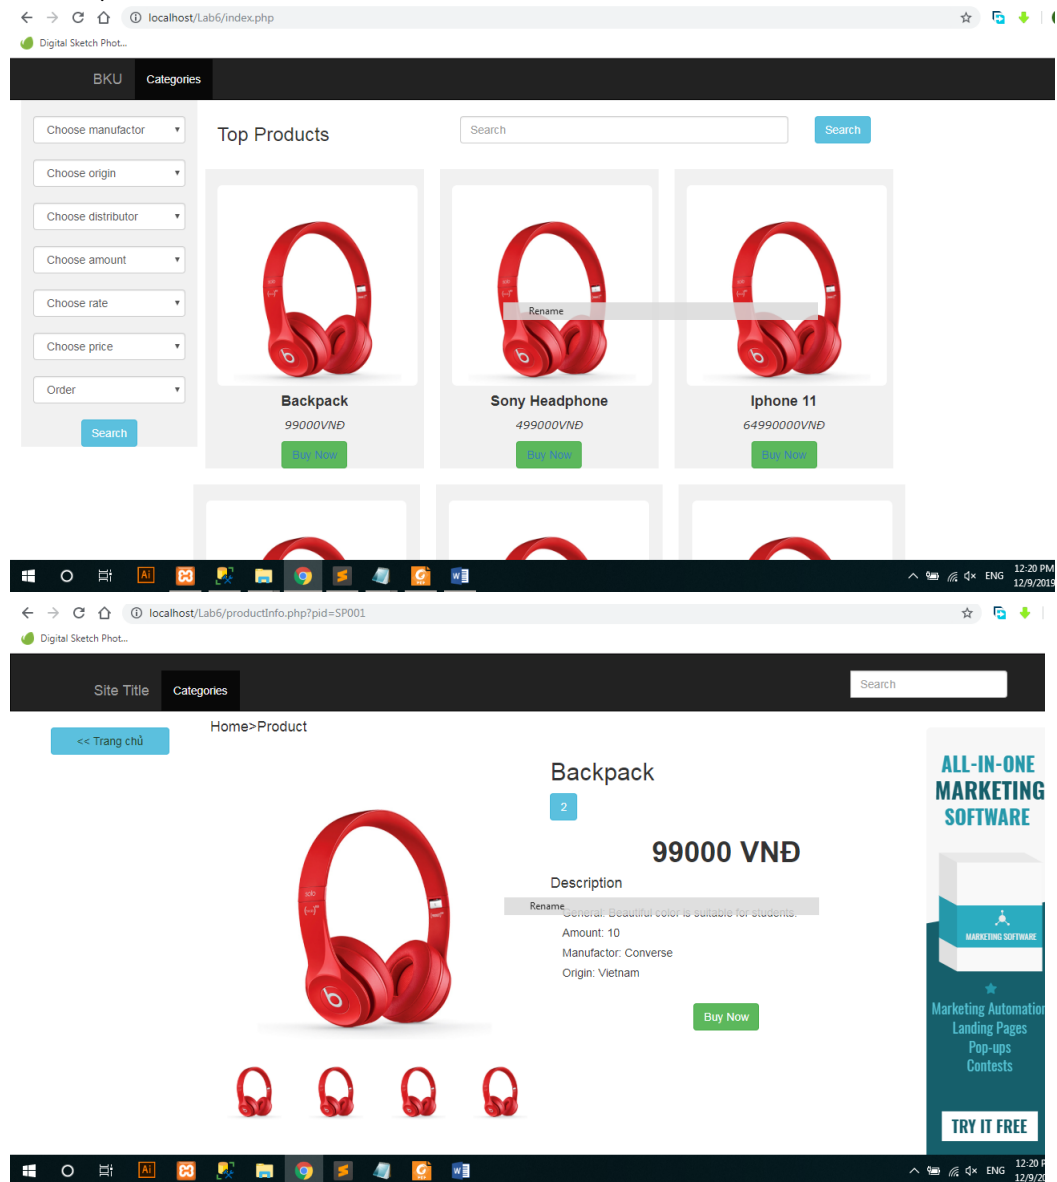 localhost/Lab6/index.php
Digital Sketch Phot...
BKU Categories
Choose manufactor
Choose origin
Choose distributor
Choose amount
Choose rate
Choose price
Order
Search
Top Products
Search
Search
Rename
Backpack
99000VNĐ
Buy Now
Sony Headphone
499000VNĐ
Buy Now
Iphone 11
64990000VNĐ
Buy Now
ENG
12:20 PM
12/9/2019
localhost/Lab6/productInfo.php?pid=SP001
Digital Sketch Phot...
Site Title Categories
Search
<< Trang chủ
Home>Product
Backpack
2
99000 VNĐ
Description
Rename
General: Beautiful color is suitable for students.
Amount: 10
Manufactor: Converse
Origin: Vietnam
Buy Now
ALL-IN-ONE
MARKETING
SOFTWARE
MARKETING SOFTWARE
Marketing Automation
Landing Pages
Pop-ups
Contests
TRY IT FREE
ENG
12:20 P
12/9/20